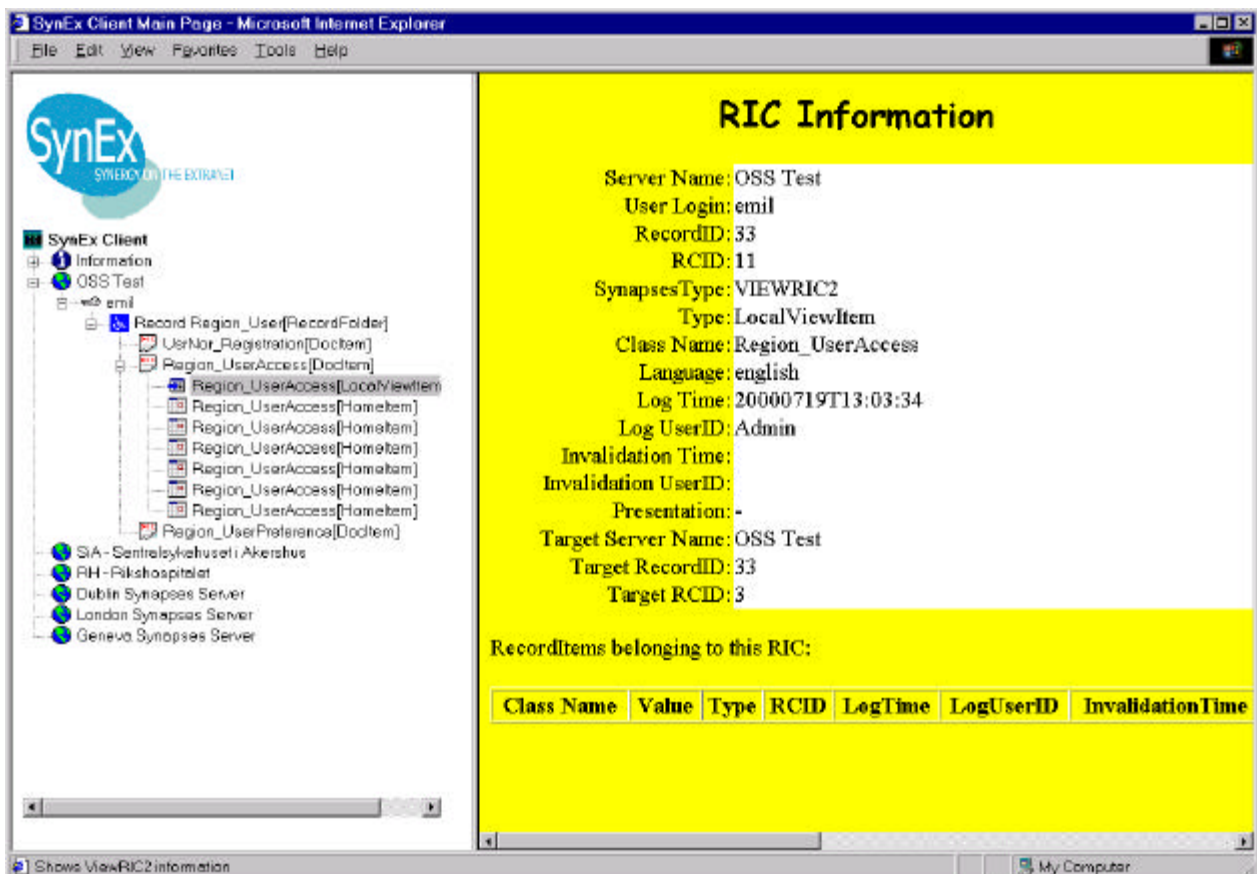 SynEx Client Main Page - Microsoft Internet Explorer
File Edit View Favorites Tools Help
SynEx
SYNERGY ON THE EXTRANET
SynEx Client
Information
OSS Test
emil
Record Region_User[RecordFolder]
UsrNor_Registration[DocItem]
Region_UserAccess[DocItem]
Region_UserAccess[LocalViewItem
Region_UserAccess[HomeItem]
Region_UserAccess[HomeItem]
Region_UserAccess[HomeItem]
Region_UserAccess[HomeItem]
Region_UserAccess[HomeItem]
Region_UserAccess[HomeItem]
Region_UserPreference[DocItem]
SiA - Sentralsykehuset i Akershus
RH - Rikshospitalet
Dublin Synapses Server
London Synapses Server
Geneva Synapses Server
RIC Information
Server Name: OSS Test
User Login: emil
RecordID: 33
RCID: 11
SynapsesType: VIEWRIC2
Type: LocalViewItem
Class Name: Region_UserAccess
Language: english
Log Time: 20000719T13:03:34
Log UserID: Admin
Invalidation Time:
Invalidation UserID:
Presentation: -
Target Server Name: OSS Test
Target RecordID: 33
Target RCID: 3
RecordItems belonging to this RIC:
Class Name Value Type RCID LogTime LogUserID InvalidationTime
Shows ViewRIC2 information
My Computer